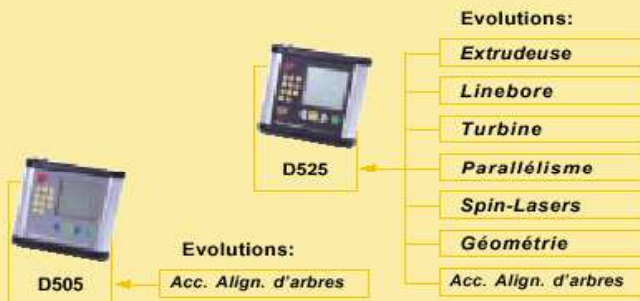 Evolutions:
Extrudeuse
Linebore
Turbine
D525
Parallélisme
Spin-Lasers
Géométrie
Evolutions:
D505
Acc. Align. d'arbres
Acc. Align. d'arbres